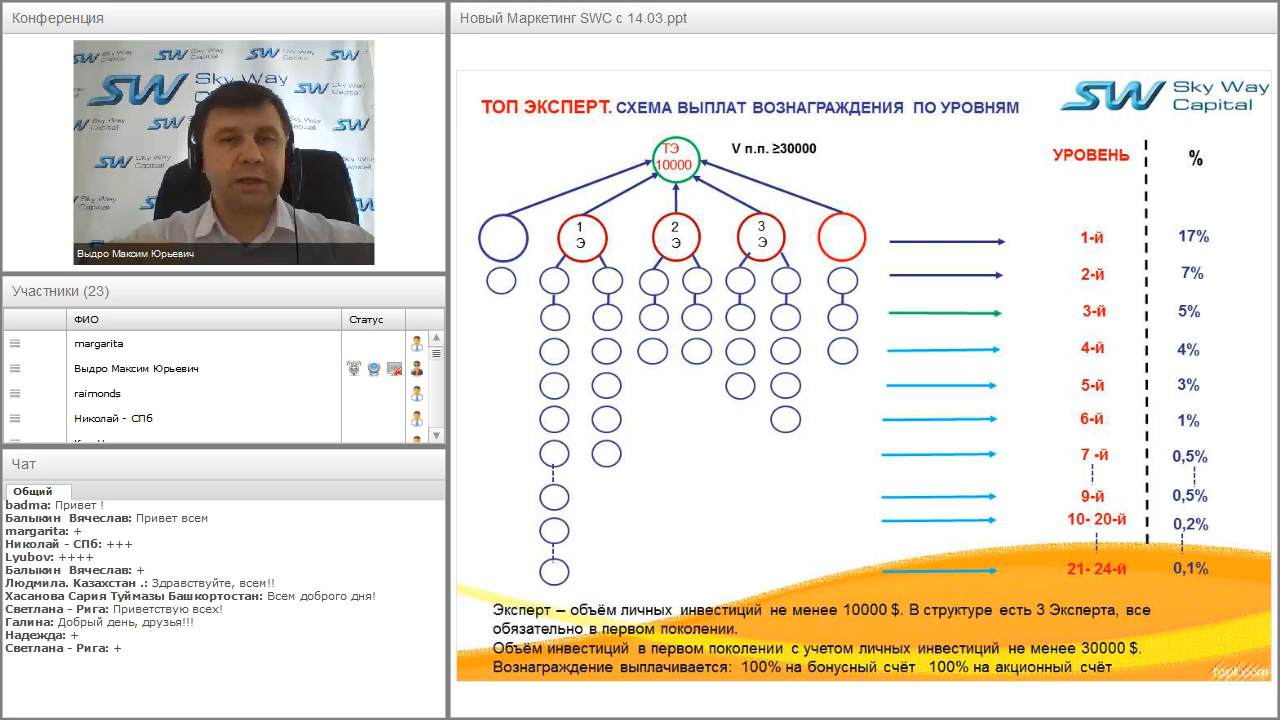 Конференция
SW Sky Way Capital
Выдро Максим Юрьевич
Участники (23)
ФИО
Статус
margarita
Выдро Максим Юрьевич
raimonds
Николай - СПб
Чат
Общий
badma: Привет !
Балыкин Вячеслав: Привет всем
margarita: +
Николай - СПб: +++
Lyubov: ++++
Балыкин Вячеслав: +
Людмила. Казахстан .: Здравствуйте, всем!!
Хасанова Сария Туймазы Башкортостан: Всем доброго дня!
Светлана - Рига: Приветствую всех!
Галина: Добрый день, друзья!!!
Надежда: +
Светлана - Рига: +
Новый Маркетинг SWC с 14.03.ppt
SW Sky Way
Capital
ТОП ЭКСПЕРТ. СХЕМА ВЫПЛАТ ВОЗНАГРАЖДЕНИЯ ПО УРОВНЯМ
ТЭ
10000
V п.п. ≥30000
УРОВЕНЬ %
1
Э
2
Э
3
Э
1-й 17%
2-й 7%
3-й 5%
4-й 4%
5-й 3%
6-й 1%
7 -й 0,5%
9-й 0,5%
10- 20-й 0,2%
21- 24-й 0,1%
Эксперт – объём личных инвестиций не менее 10000 $. В структуре есть 3 Эксперта, все
обязательно в первом поколении.
Объём инвестиций в первом поколении с учетом личных инвестиций не менее 30000 $.
Вознаграждение выплачивается: 100% на бонусный счёт 100% на акционный счёт
fppt.com